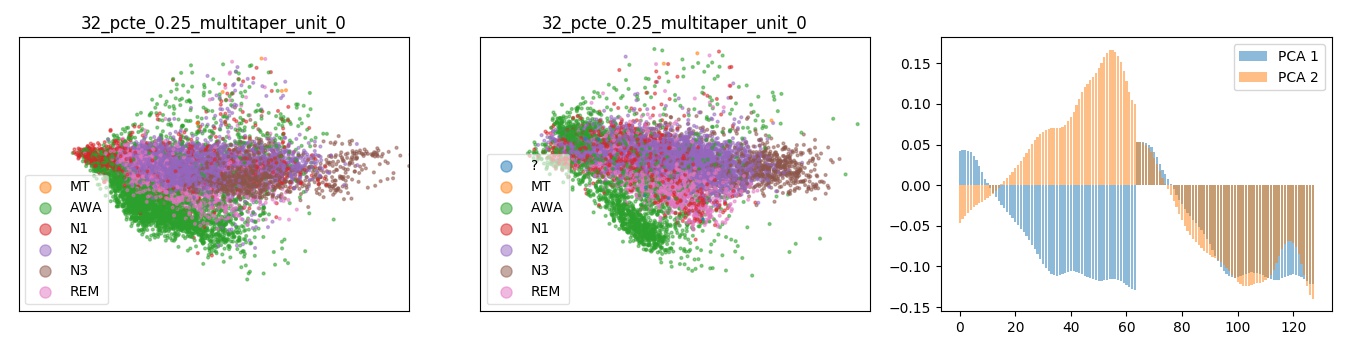 32_pcte_0.25_multitaper_unit_0
MT
AWA
N1
N2
N3
REM
32_pcte_0.25_multitaper_unit_0
?
MT
AWA
N1
N2
N3
REM
PCA 1
PCA 2
0.15
0.10
0.05
0.00
−0.05
−0.10
−0.15
0 20 40 60 80 100 120